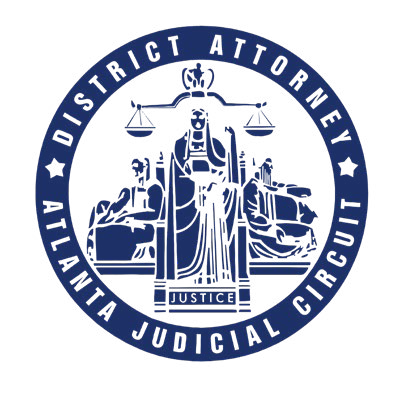 DISTRICT ATTORNEY
ATLANTA JUDICIAL CIRCUIT
JUSTICE